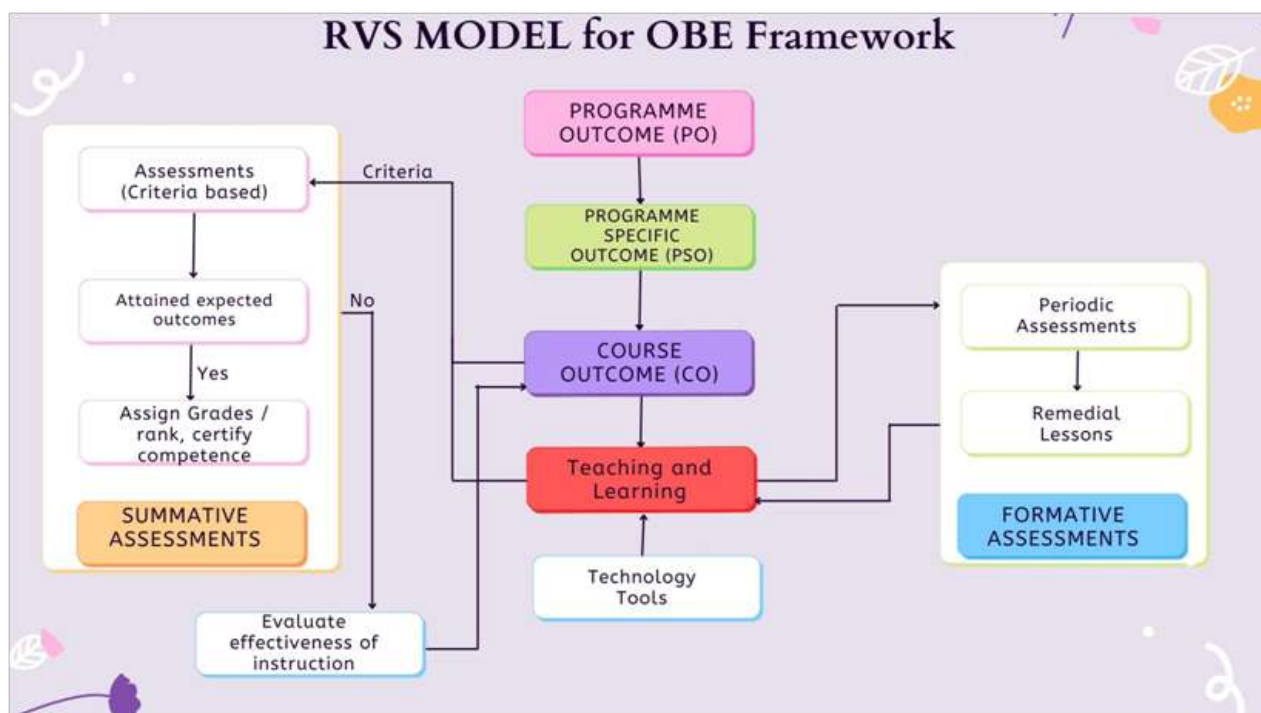 RVS MODEL for OBE Framework
PROGRAMME
OUTCOME (PO)
Assessments
(Criteria based)
Criteria
PROGRAMME
SPECIFIC
OUTCOME (PSO)
Attained expected
outcomes
No
Periodic
Assessments
COURSE
OUTCOME (CO)
Yes
Assign Grades /
rank, certify
competence
Remedial
Lessons
Teaching and
Learning
SUMMATIVE
ASSESSMENTS
FORMATIVE
ASSESSMENTS
Technology
Tools
Evaluate
effectiveness of
instruction